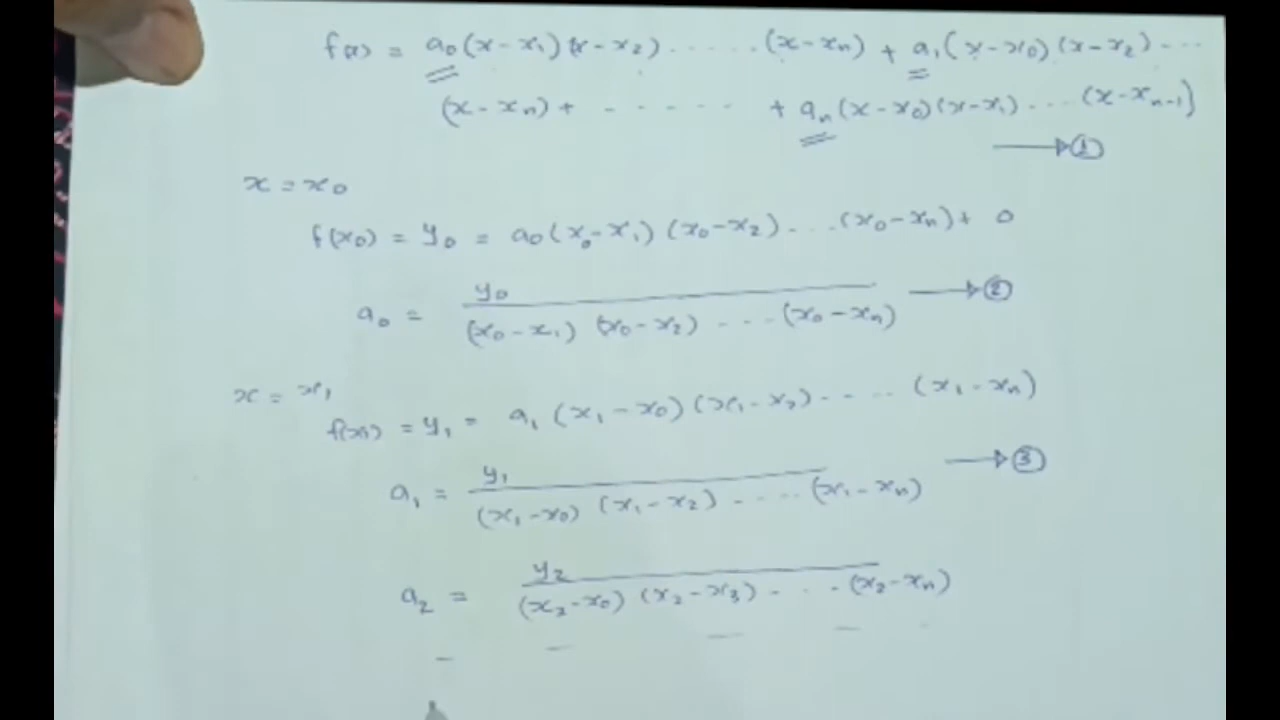 f(x) = a₀(x-x₁)(x-x₂)......(x-xₙ) + a₁(x-x₀)(x-x₂)...
(x-xₙ) + ...... + aₙ(x-x₀)(x-x₁)....(x-xₙ₋₁)
→ ①
x = x₀
f(x₀) = y₀ = a₀(x₀-x₁)(x₀-x₂)....(x₀-xₙ) + 0
a₀ = y₀ / (x₀-x₁)(x₀-x₂)....(x₀-xₙ) → ②
x = x₁
f(x₁) = y₁ = a₁(x₁-x₀)(x₁-x₂).....(x₁-xₙ)
a₁ = y₁ / (x₁-x₀)(x₁-x₂).....(x₁-xₙ) → ③
a₂ = y₂ / (x₂-x₀)(x₂-x₃)....(x₂-xₙ)